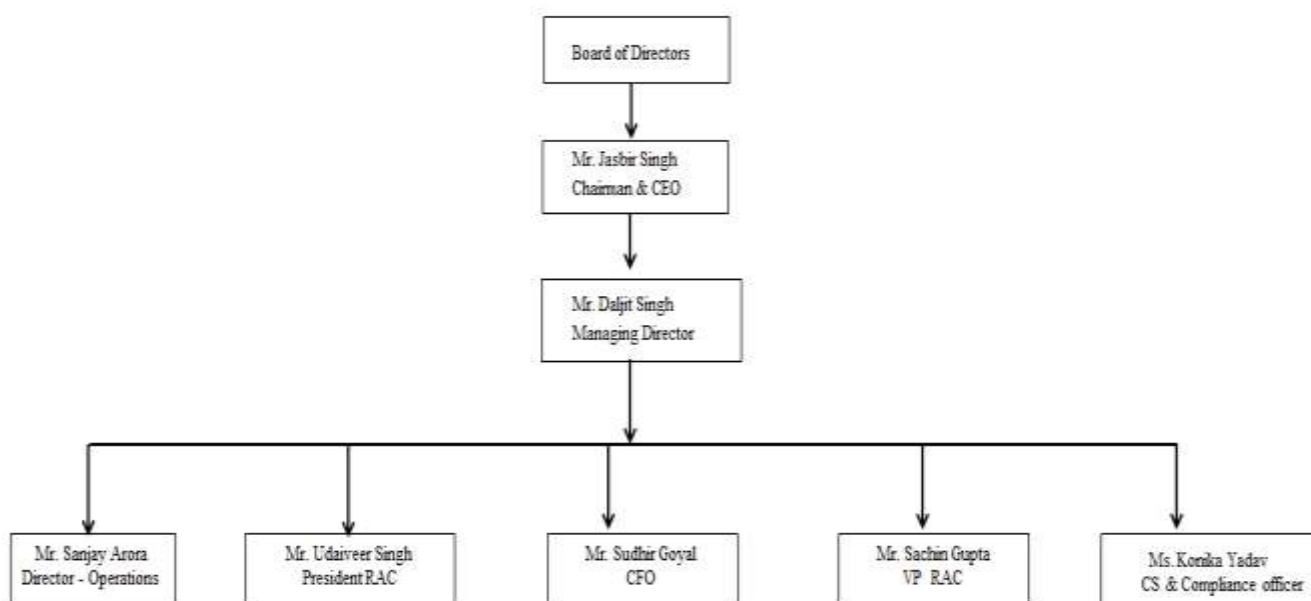 Board of Directors
Mr. Jasbir Singh
Chairman & CEO
Mr. Daljit Singh
Managing Director
Mr. Sanjay Arora
Director - Operations
Mr. Udaiveer Singh
President RAC
Mr. Sudhir Goyal
CFO
Mr. Sachin Gupta
VP RAC
Ms. Konika Yadav
CS & Compliance officer